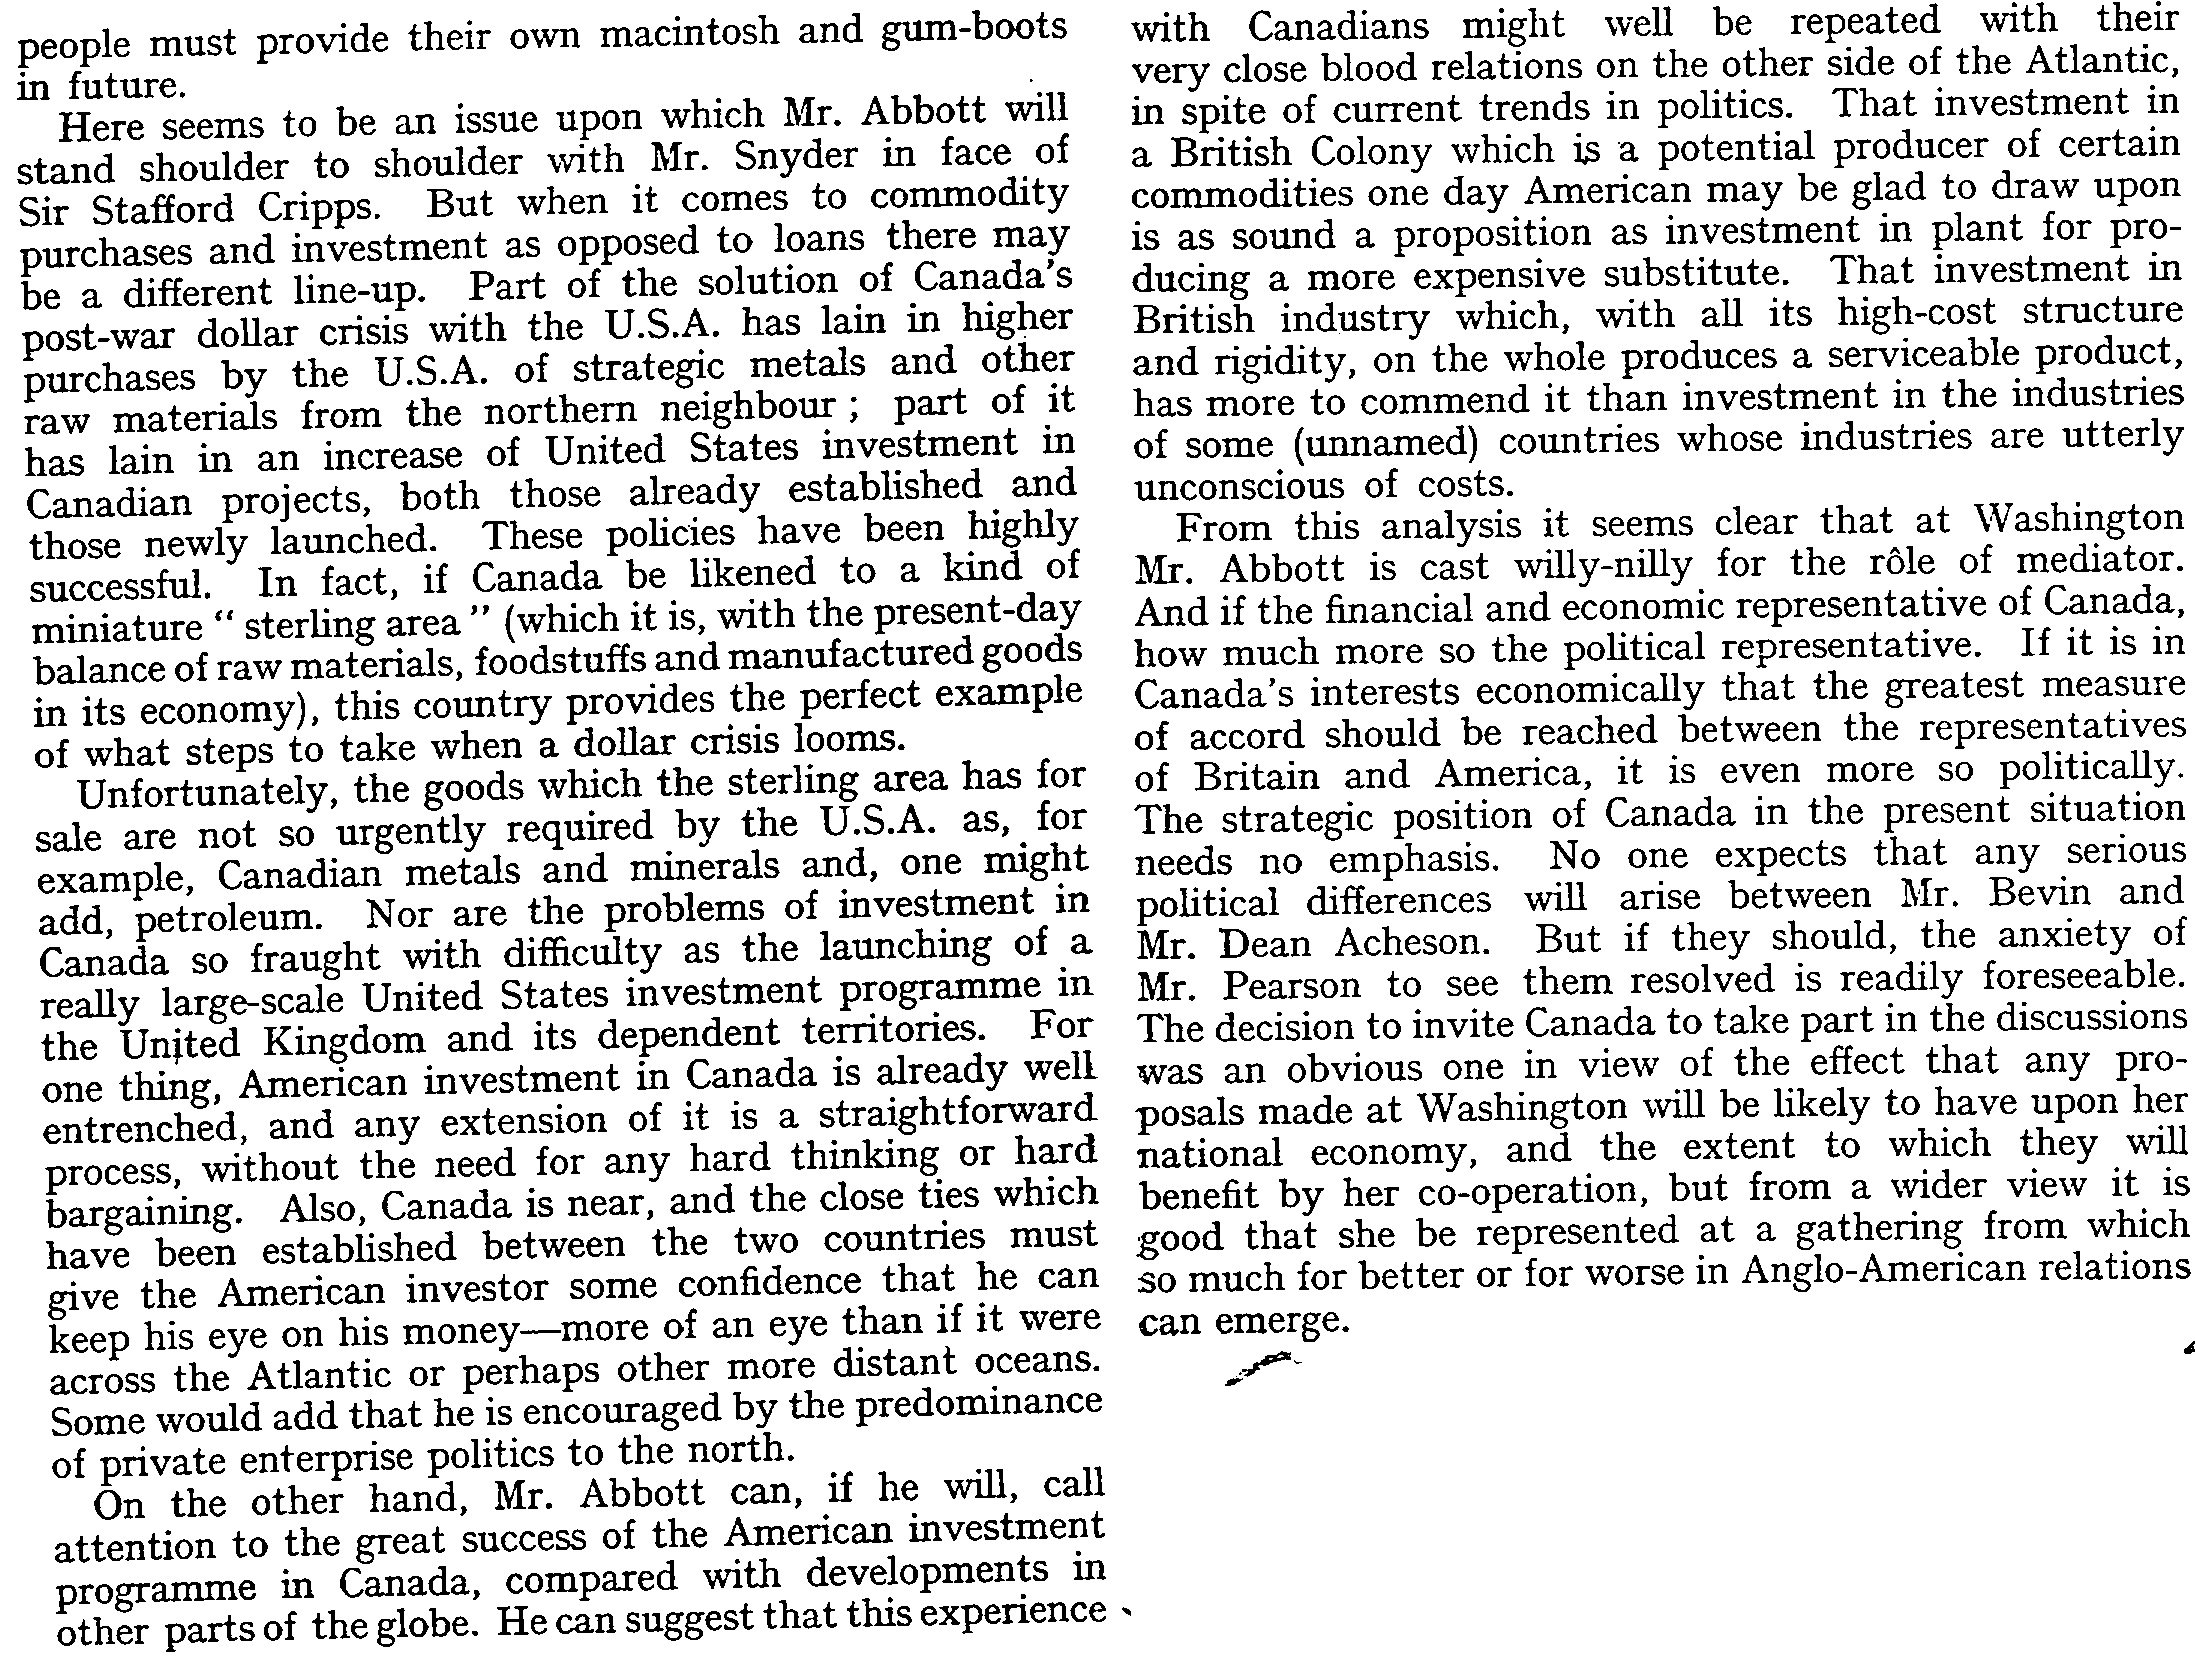 people must provide their own macintosh and gum-boots
in future.
Here seems to be an issue upon which Mr. Abbott will
stand shoulder to shoulder with Mr. Snyder in face of
Sir Stafford Cripps. But when it comes to commodity
purchases and investment as opposed to loans there may
be a different line-up. Part of the solution of Canada's
post-war dollar crisis with the U.S.A. has lain in higher
purchases by the U.S.A. of strategic metals and other
raw materials from the northern neighbour ; part of it
has lain in an increase of United States investment in
Canadian projects, both those already established and
those newly launched. These policies have been highly
successful. In fact, if Canada be likened to a kind of
miniature " sterling area " (which it is, with the present-day
balance of raw materials, foodstuffs and manufactured goods
in its economy), this country provides the perfect example
of what steps to take when a dollar crisis looms.
Unfortunately, the goods which the sterling area has for
sale are not so urgently required by the U.S.A. as, for
example, Canadian metals and minerals and, one might
add, petroleum. Nor are the problems of investment in
Canada so fraught with difficulty as the launching of a
really large-scale United States investment programme in
the United Kingdom and its dependent territories. For
one thing, American investment in Canada is already well
entrenched, and any extension of it is a straightforward
process, without the need for any hard thinking or hard
bargaining. Also, Canada is near, and the close ties which
have been established between the two countries must
give the American investor some confidence that he can
keep his eye on his money—more of an eye than if it were
across the Atlantic or perhaps other more distant oceans.
Some would add that he is encouraged by the predominance
of private enterprise politics to the north.
On the other hand, Mr. Abbott can, if he will, call
attention to the great success of the American investment
programme in Canada, compared with developments in
other parts of the globe. He can suggest that this experience
with Canadians might well be repeated with their
very close blood relations on the other side of the Atlantic,
in spite of current trends in politics. That investment in
a British Colony which is a potential producer of certain
commodities one day American may be glad to draw upon
is as sound a proposition as investment in plant for pro-
ducing a more expensive substitute. That investment in
British industry which, with all its high-cost structure
and rigidity, on the whole produces a serviceable product,
has more to commend it than investment in the industries
of some (unnamed) countries whose industries are utterly
unconscious of costs.
From this analysis it seems clear that at Washington
Mr. Abbott is cast willy-nilly for the rôle of mediator.
And if the financial and economic representative of Canada,
how much more so the political representative. If it is in
Canada's interests economically that the greatest measure
of accord should be reached between the representatives
of Britain and America, it is even more so politically.
The strategic position of Canada in the present situation
needs no emphasis. No one expects that any serious
political differences will arise between Mr. Bevin and
Mr. Dean Acheson. But if they should, the anxiety of
Mr. Pearson to see them resolved is readily foreseeable.
The decision to invite Canada to take part in the discussions
was an obvious one in view of the effect that any pro-
posals made at Washington will be likely to have upon her
national economy, and the extent to which they will
benefit by her co-operation, but from a wider view it is
good that she be represented at a gathering from which
so much for better or for worse in Anglo-American relations
can emerge.